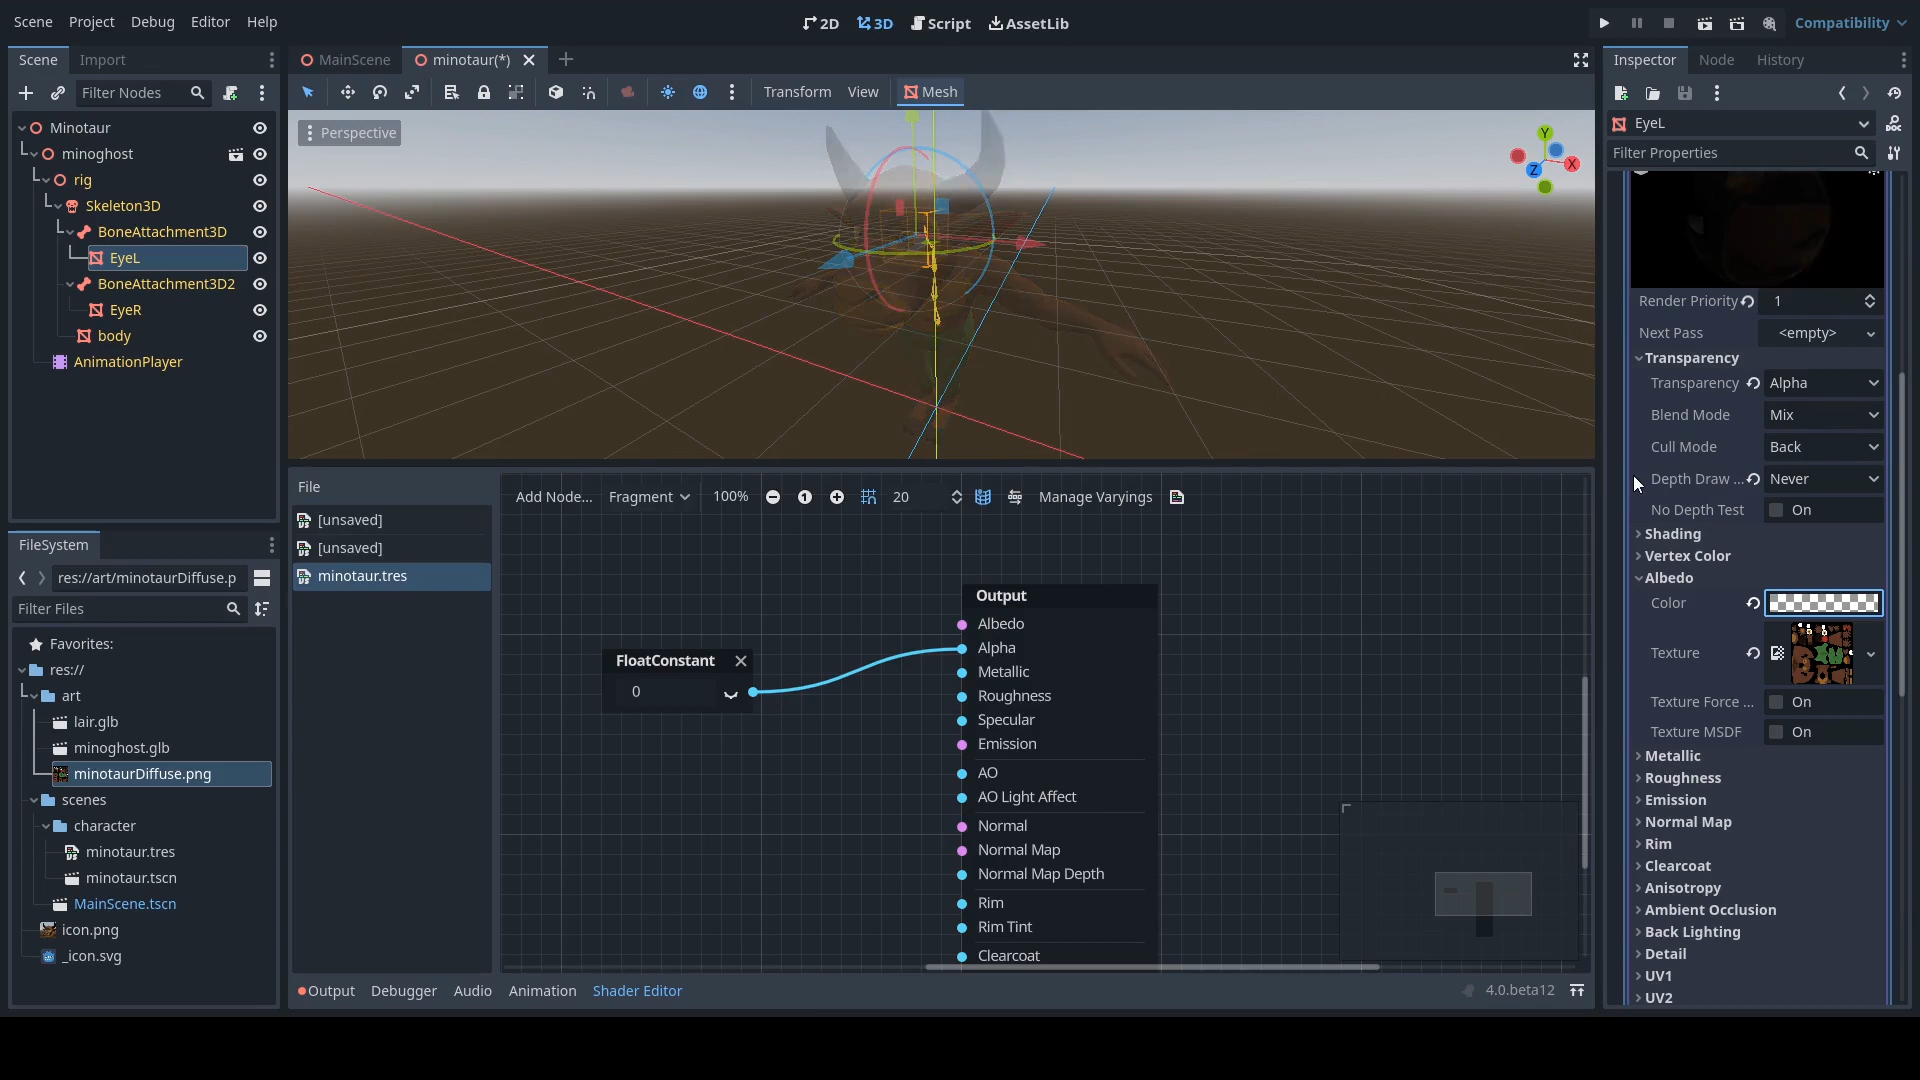 Scene Project Debug Editor Help
2D 3D Script AssetLib
Compatibility
Scene Import
Filter Nodes
Minotaur
minoghost
rig
Skeleton3D
BoneAttachment3D
EyeL
BoneAttachment3D2
EyeR
body
AnimationPlayer
FileSystem
res://art/minotaurDiffuse.p
Filter Files
Favorites:
res://
art
lair.glb
minoghost.glb
minotaurDiffuse.png
scenes
character
minotaur.tres
minotaur.tscn
MainScene.tscn
icon.png
_icon.svg
MainScene minotaur(*)
Transform View Mesh
Perspective
Y
X
Z
File
[unsaved]
[unsaved]
minotaur.tres
Add Node... Fragment 100% 1 20 Manage Varyings
FloatConstant
0
Output
Albedo
Alpha
Metallic
Roughness
Specular
Emission
AO
AO Light Affect
Normal
Normal Map
Normal Map Depth
Rim
Rim Tint
Clearcoat
Output Debugger Audio Animation Shader Editor 4.0.beta12
Inspector Node History
EyeL
DOC
Filter Properties
Render Priority 1
Next Pass <empty>
Transparency
Transparency Alpha
Blend Mode Mix
Cull Mode Back
Depth Draw ... Never
No Depth Test On
Shading
Vertex Color
Albedo
Color
Texture
Texture Force ... On
Texture MSDF On
Metallic
Roughness
Emission
Normal Map
Rim
Clearcoat
Anisotropy
Ambient Occlusion
Back Lighting
Detail
UV1
UV2